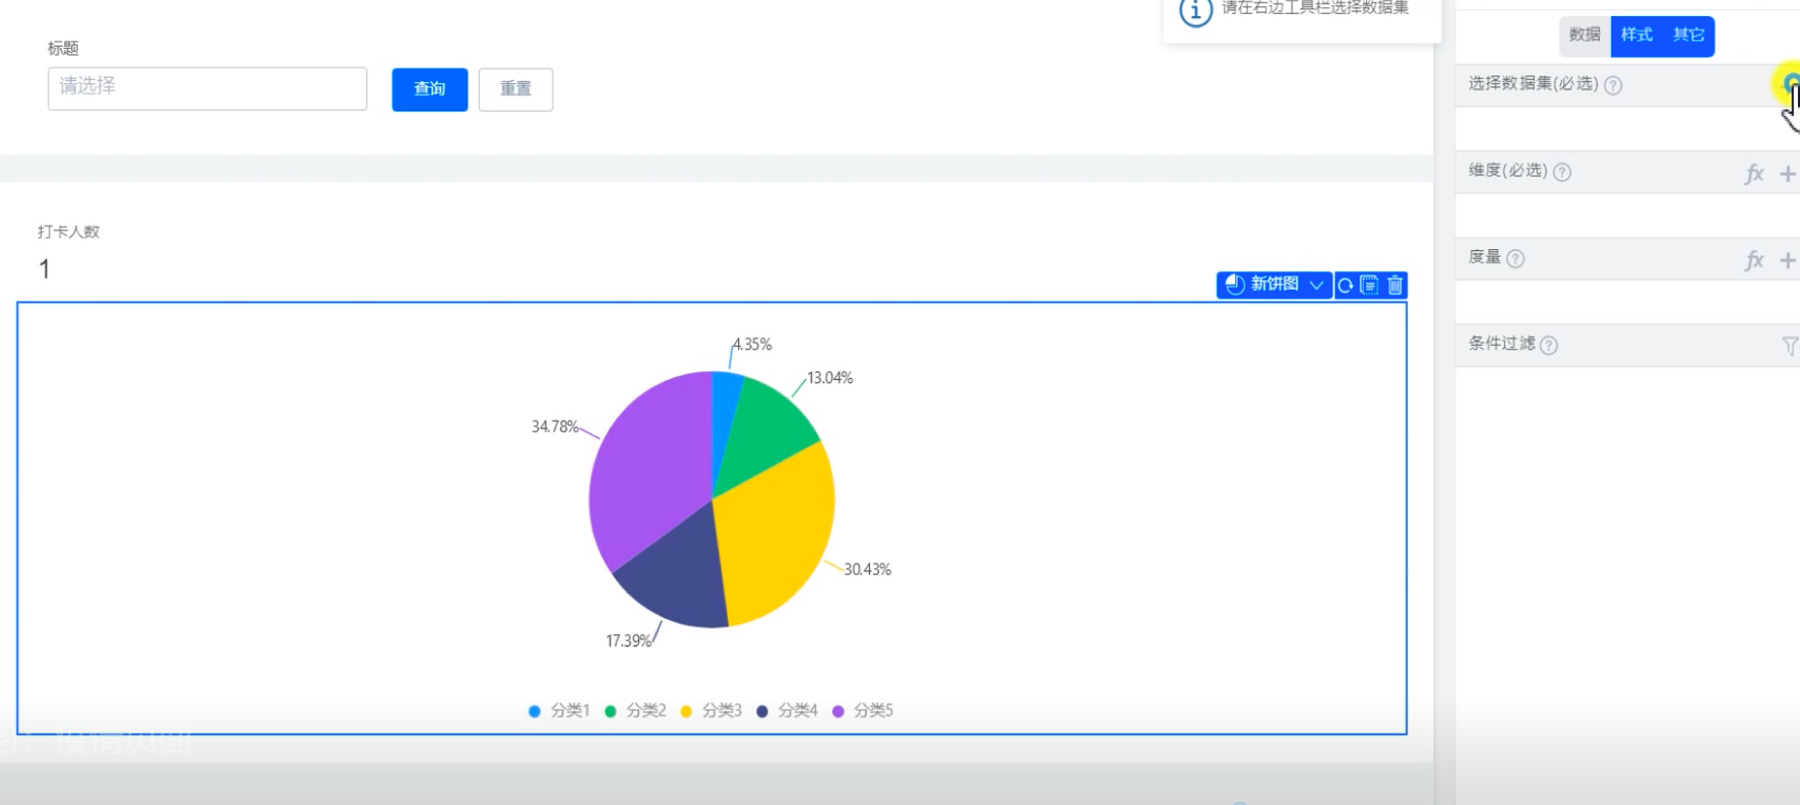 请在右边工具栏选择数据集
标题
请选择
查询
重置
数据
样式
其它
选择数据集(必选)
维度(必选)
fx
度量
fx
条件过滤
打卡人数
1
新饼图
4.35%
13.04%
34.78%
30.43%
17.39%
分类1
分类2
分类3
分类4
分类5
：疫情页面